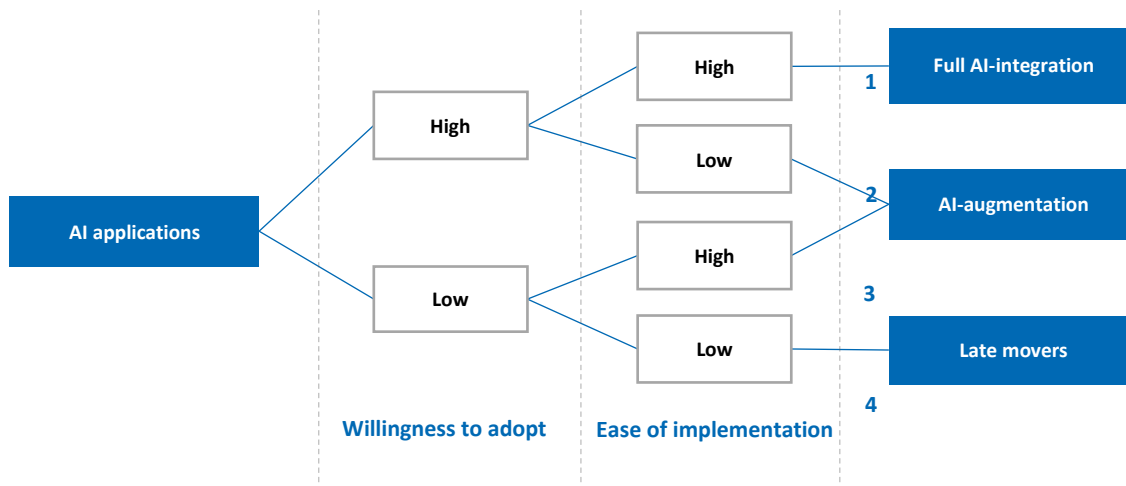 High
Full AI-integration
1
High
Low
2
AI-augmentation
AI applications
High
Low
3
Low
Late movers
4
Willingness to adopt
Ease of implementation